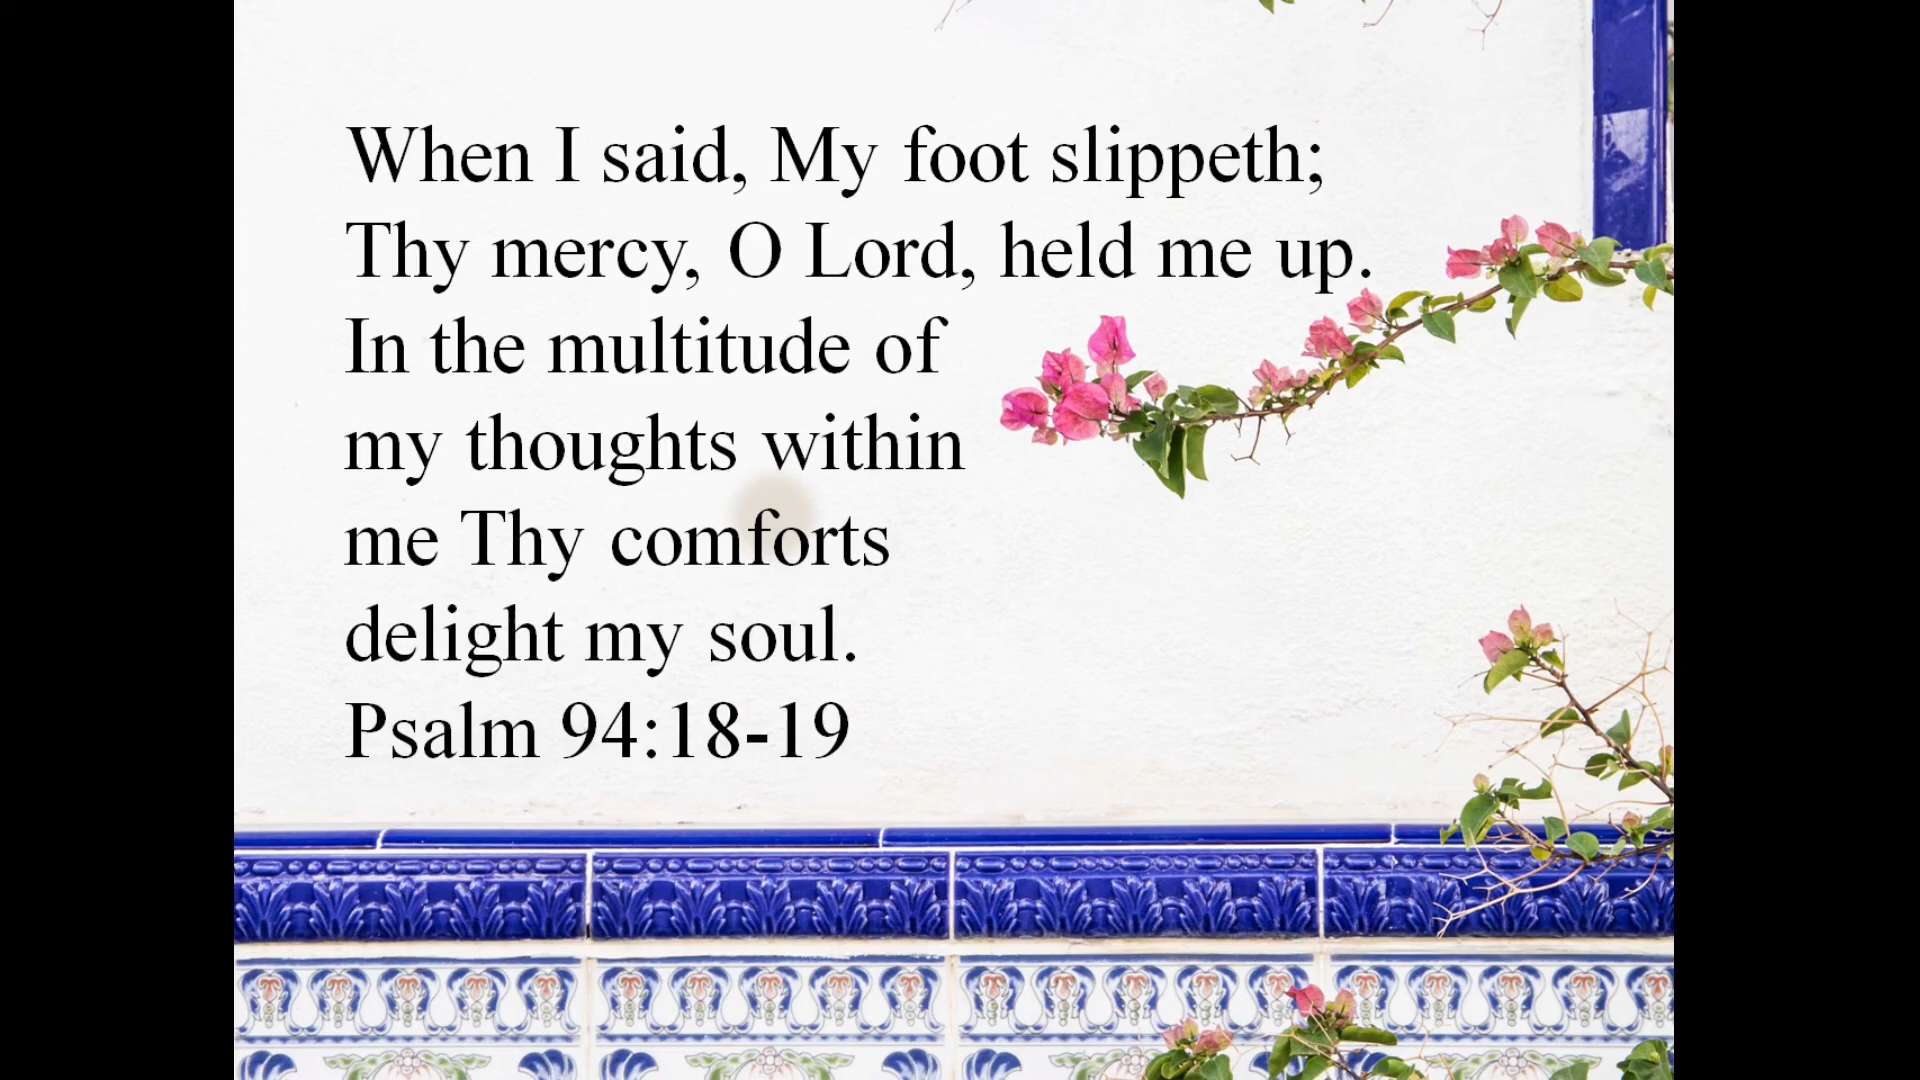 When I said, My foot slippeth;
Thy mercy, O Lord, held me up.
In the multitude of
my thoughts within
me Thy comforts
delight my soul.
Psalm 94:18-19